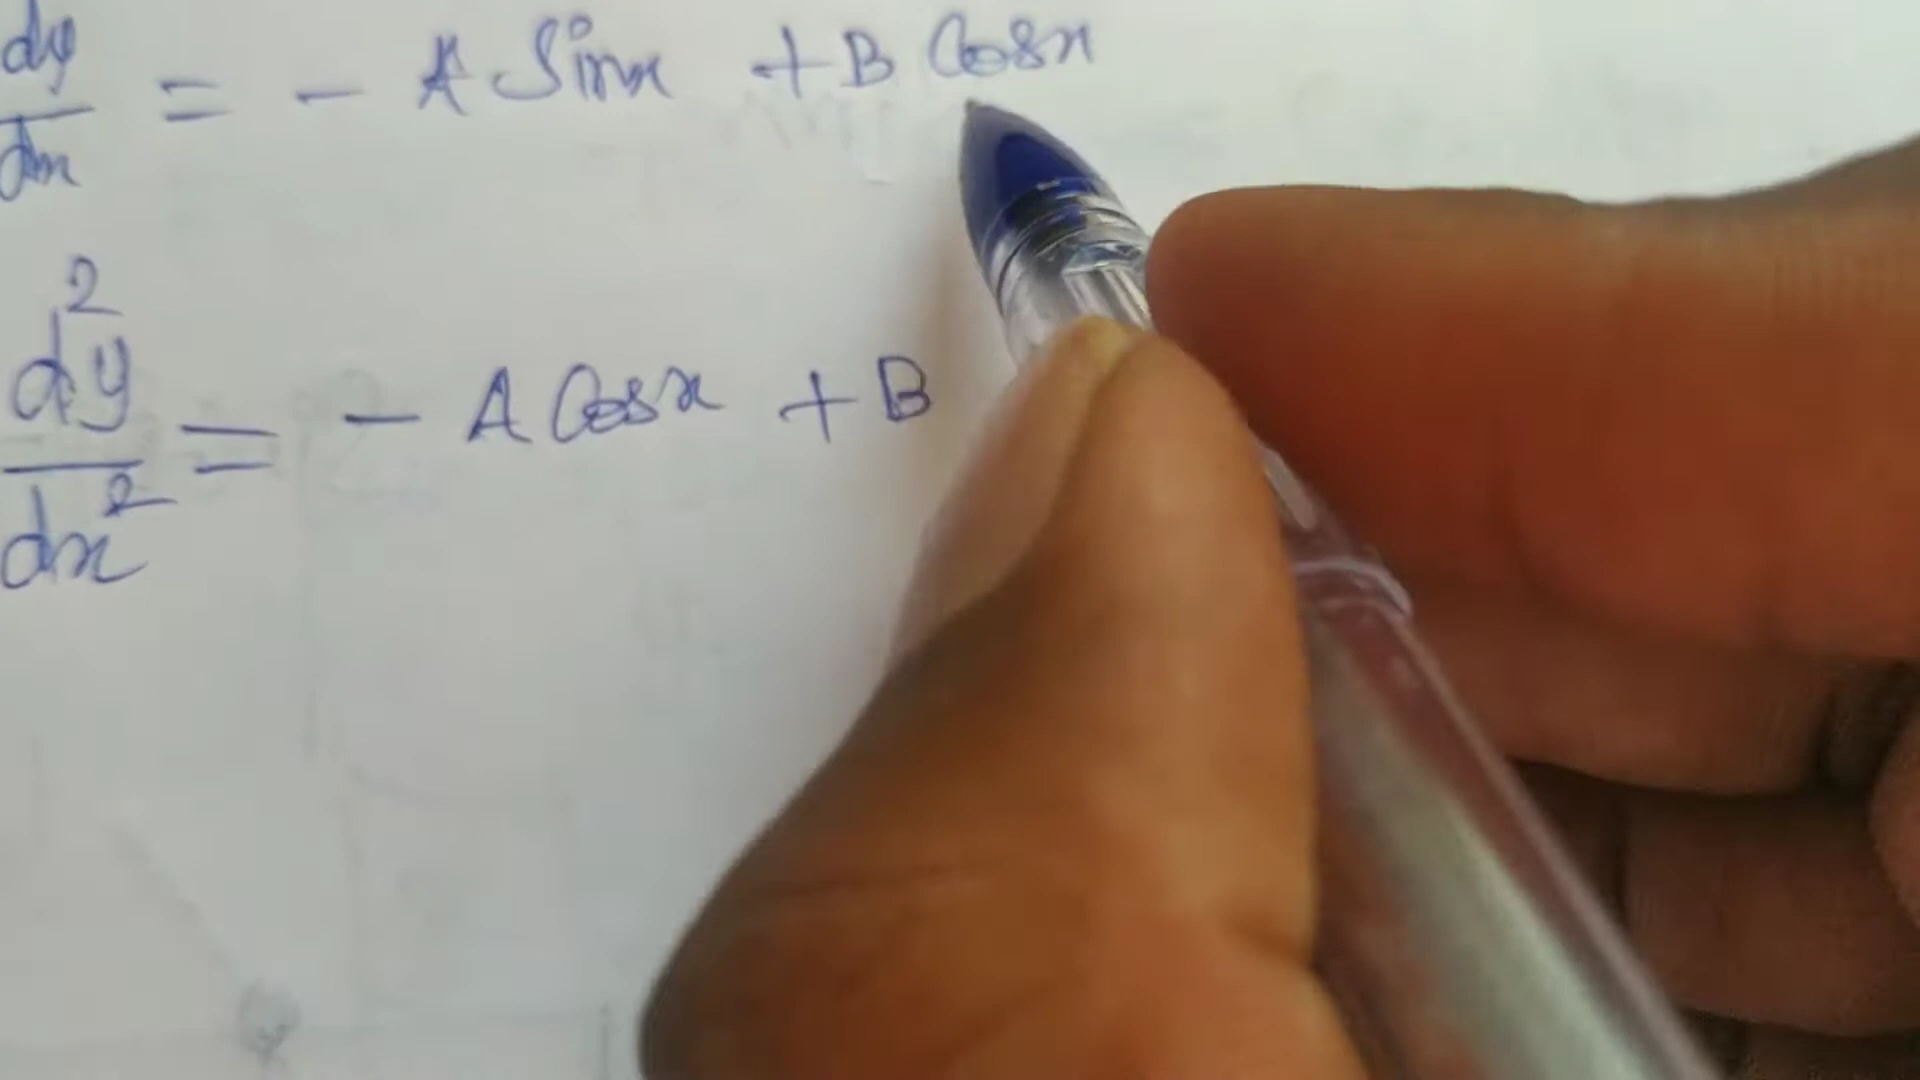 dy/dx = - A Sinx + B Cosx
d²y/dx² = - A Cosx + B